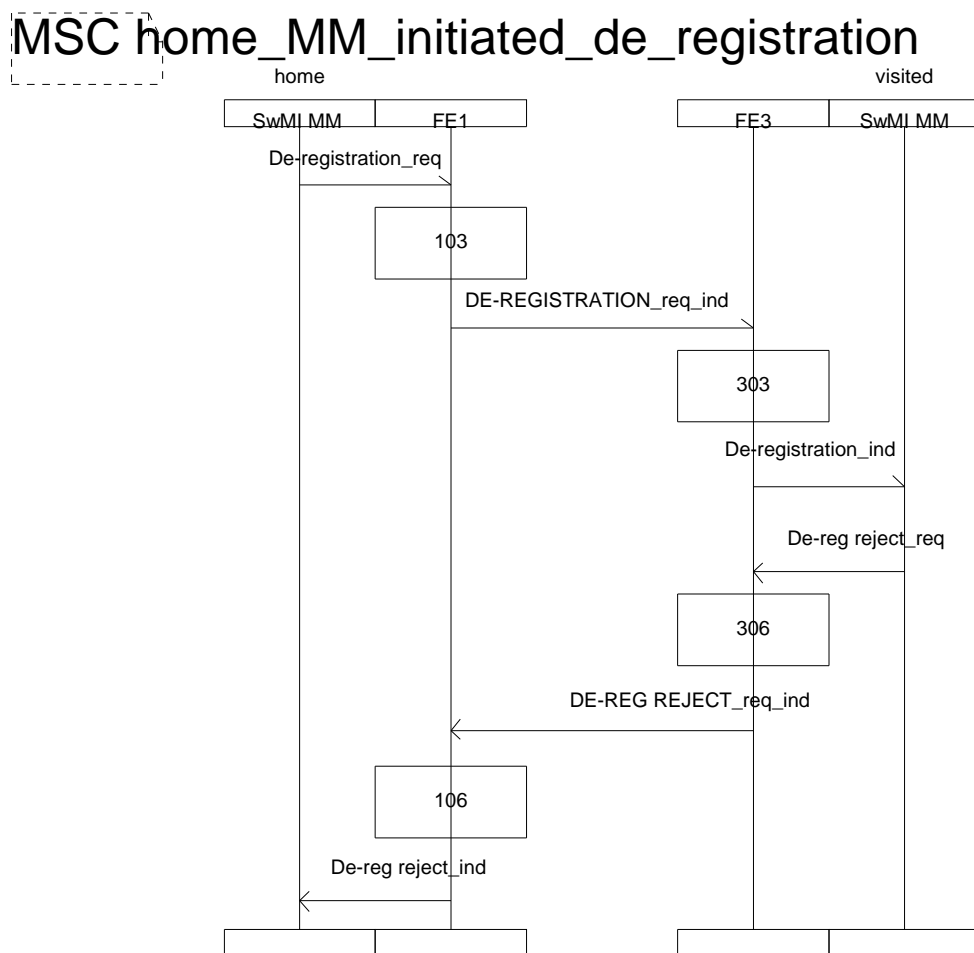 MSC home_MM_initiated_de_registration
home visited
SwMI MM FE1 FE3 SwMI MM
De-registration_req
103
DE-REGISTRATION_req_ind
303
De-registration_ind
De-reg reject_req
306
DE-REG REJECT_req_ind
106
De-reg reject_ind